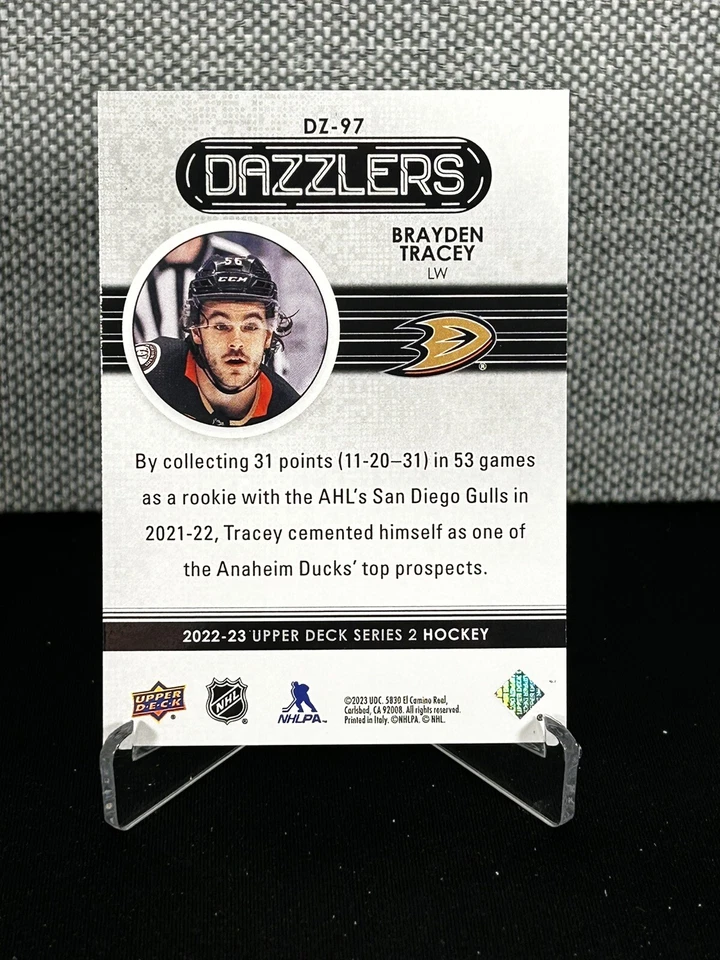 DZ-97
DAZZLERS
BRAYDEN
TRACEY
LW
56
CCM
By collecting 31 points (11-20–31) in 53 games
as a rookie with the AHL's San Diego Gulls in
2021-22, Tracey cemented himself as one of
the Anaheim Ducks' top prospects.
2022-23 UPPER DECK SERIES 2 HOCKEY
UPPER
D·E·C·K
NHL
NHLPA
©2023 UDC. 5830 El Camino Real,
Carlsbad, CA 92008. All rights reserved.
Printed in Italy. ©NHLPA. © NHL.